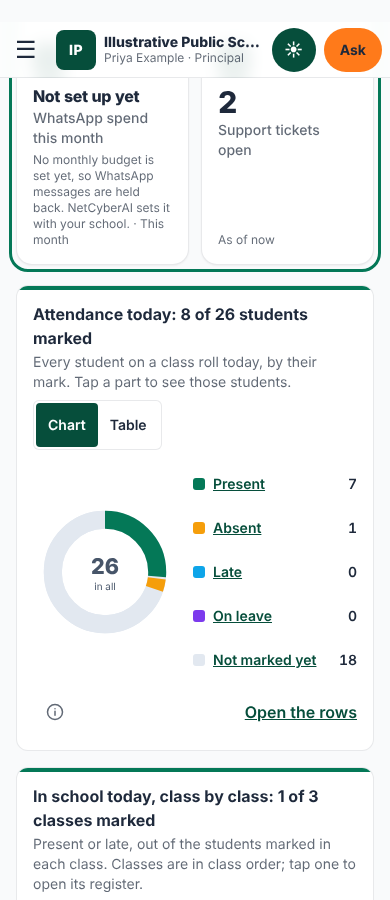 ☰
IP
Illustrative Public Sc...
Priya Example · Principal
Ask
Not set up yet
WhatsApp spend
this month
No monthly budget is
set yet, so WhatsApp
messages are held
back. NetCyberAI sets it
with your school. · This
month
2
Support tickets
open
As of now
Attendance today: 8 of 26 students
marked
Every student on a class roll today, by their
mark. Tap a part to see those students.
Chart
Table
26
in all
Present 7
Absent 1
Late 0
On leave 0
Not marked yet 18
Open the rows
In school today, class by class: 1 of 3
classes marked
Present or late, out of the students marked in
each class. Classes are in class order; tap one to
open its register.